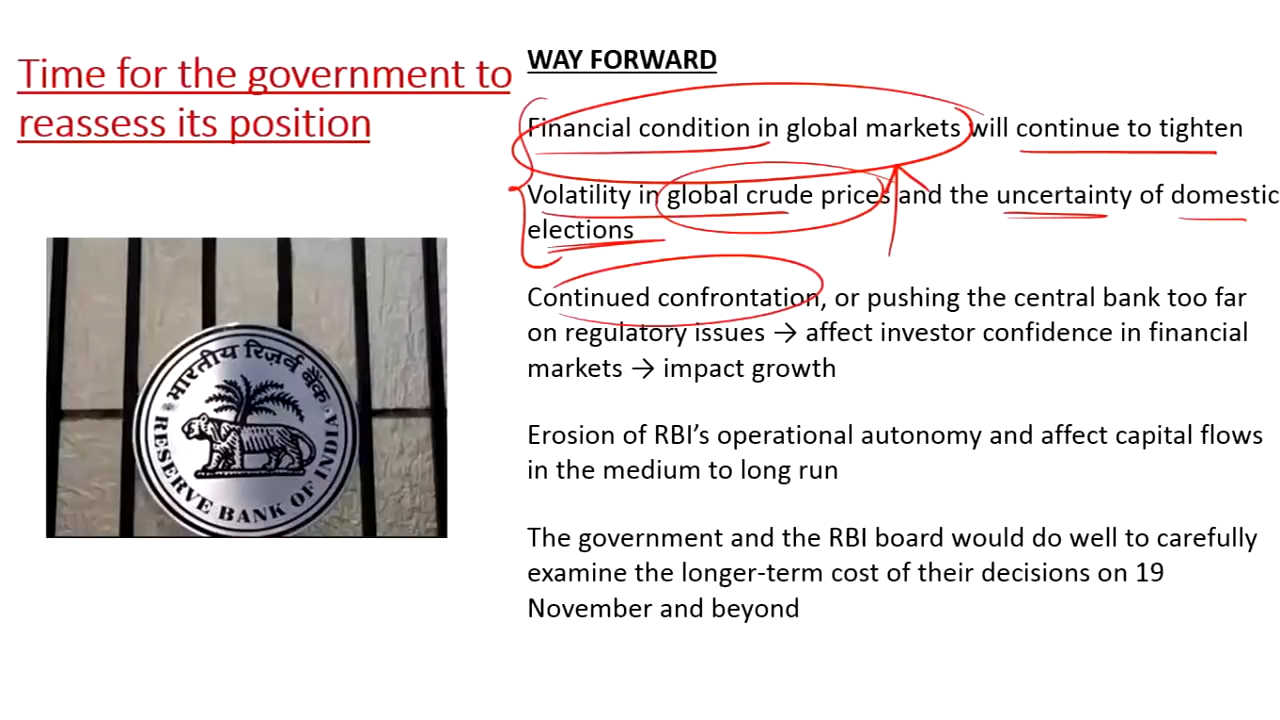 Time for the government to
reassess its position
WAY FORWARD
Financial condition in global markets will continue to tighten
Volatility in global crude prices and the uncertainty of domestic
elections
Continued confrontation, or pushing the central bank too far
on regulatory issues → affect investor confidence in financial
markets → impact growth
Erosion of RBI’s operational autonomy and affect capital flows
in the medium to long run
The government and the RBI board would do well to carefully
examine the longer-term cost of their decisions on 19
November and beyond
भारतीय रिज़र्व बैंक
RESERVE BANK OF INDIA